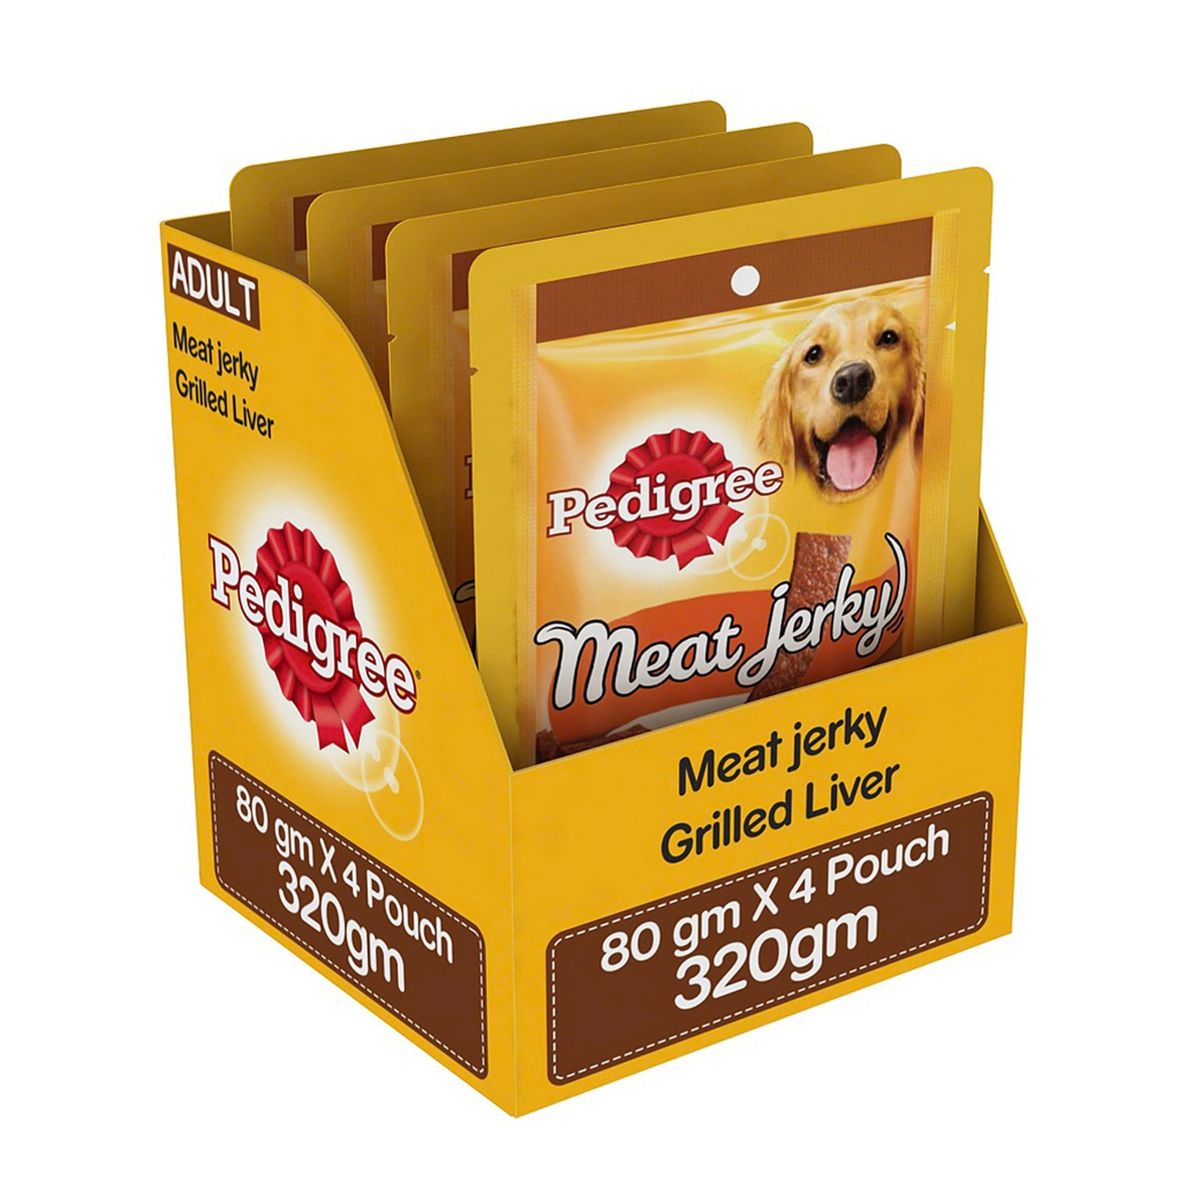 ADULT
Meat jerky
Grilled Liver
Pedigree®
80 gm X 4 Pouch
320gm
Pedigree
Meat jerky
Meat jerky
Grilled Liver
80 gm X 4 Pouch
320gm